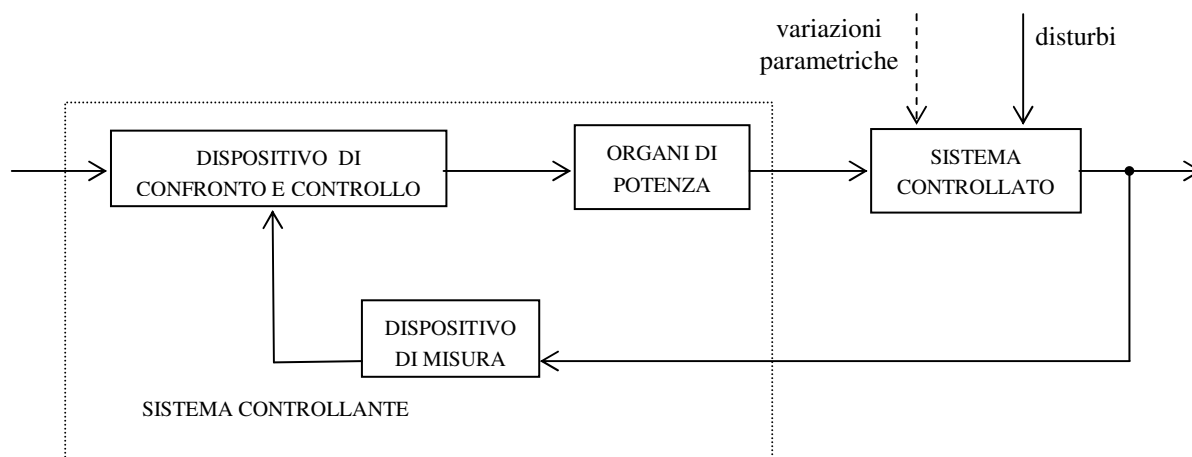 variazioni
parametriche
disturbi
DISPOSITIVO DI
CONFRONTO E CONTROLLO
ORGANI DI
POTENZA
SISTEMA
CONTROLLATO
DISPOSITIVO
DI MISURA
SISTEMA CONTROLLANTE